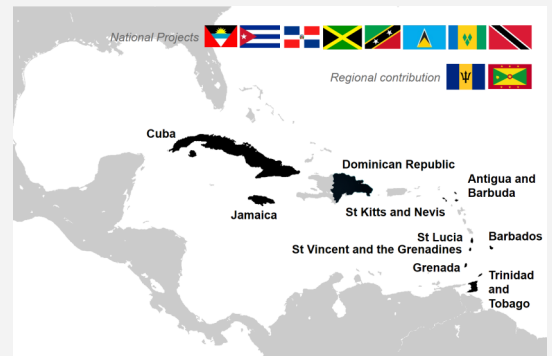 National Projects
Regional contribution
Cuba
Dominican Republic
Antigua and
Barbuda
Jamaica
St Kitts and Nevis
St Lucia
Barbados
St Vincent and the Grenadines
Grenada
Trinidad
and
Tobago